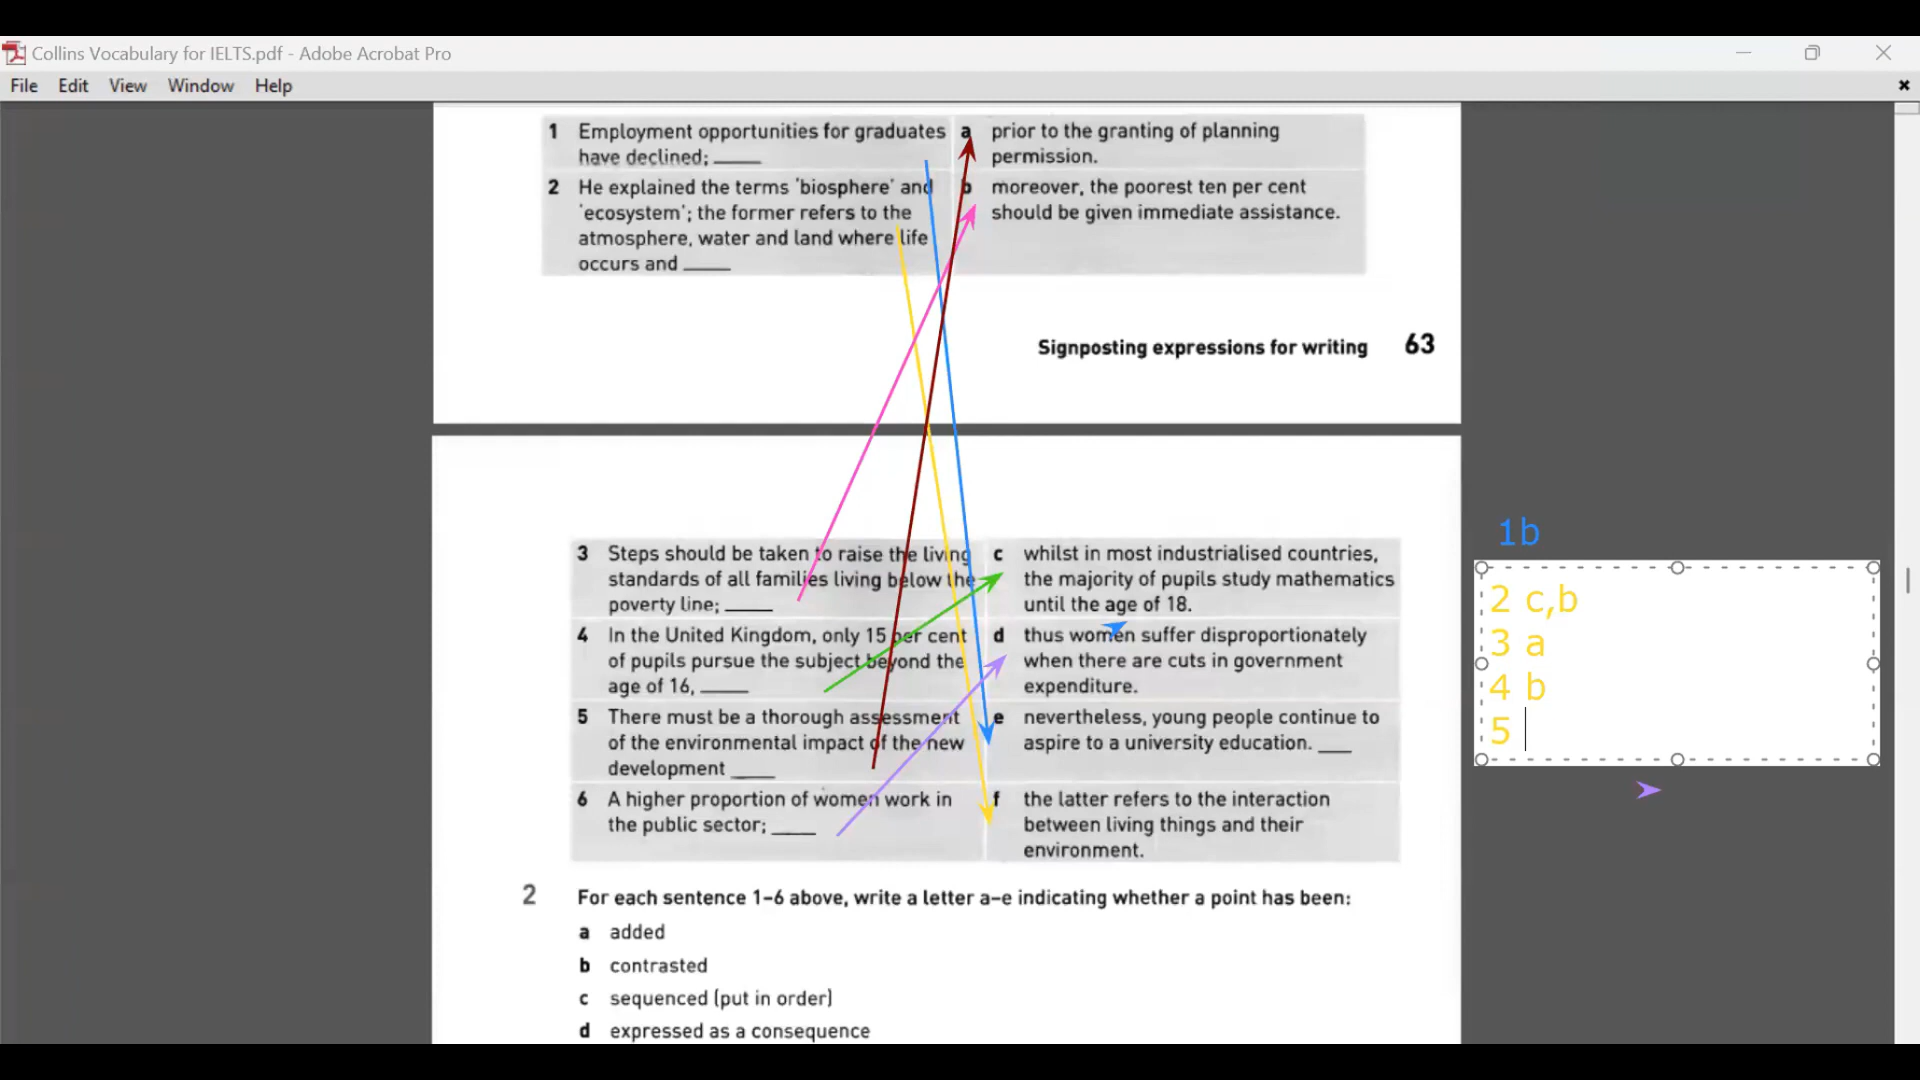 Collins Vocabulary for IELTS.pdf - Adobe Acrobat Pro
File Edit View Window Help
1 Employment opportunities for graduates
have declined; ____
a prior to the granting of planning
permission.
2 He explained the terms 'biosphere' and
'ecosystem'; the former refers to the
atmosphere, water and land where life
occurs and ____
b moreover, the poorest ten per cent
should be given immediate assistance.
Signposting expressions for writing 63
3 Steps should be taken to raise the living
standards of all families living below the
poverty line; ____
c whilst in most industrialised countries,
the majority of pupils study mathematics
until the age of 18.
4 In the United Kingdom, only 15 per cent
of pupils pursue the subject beyond the
age of 16, ____
d thus women suffer disproportionately
when there are cuts in government
expenditure.
5 There must be a thorough assessment
of the environmental impact of the new
development ____
e nevertheless, young people continue to
aspire to a university education. ___
6 A higher proportion of women work in
the public sector; ____
f the latter refers to the interaction
between living things and their
environment.
2 For each sentence 1–6 above, write a letter a–e indicating whether a point has been:
a added
b contrasted
c sequenced (put in order)
d expressed as a consequence
1b
2 c,b
3 a
4 b
5